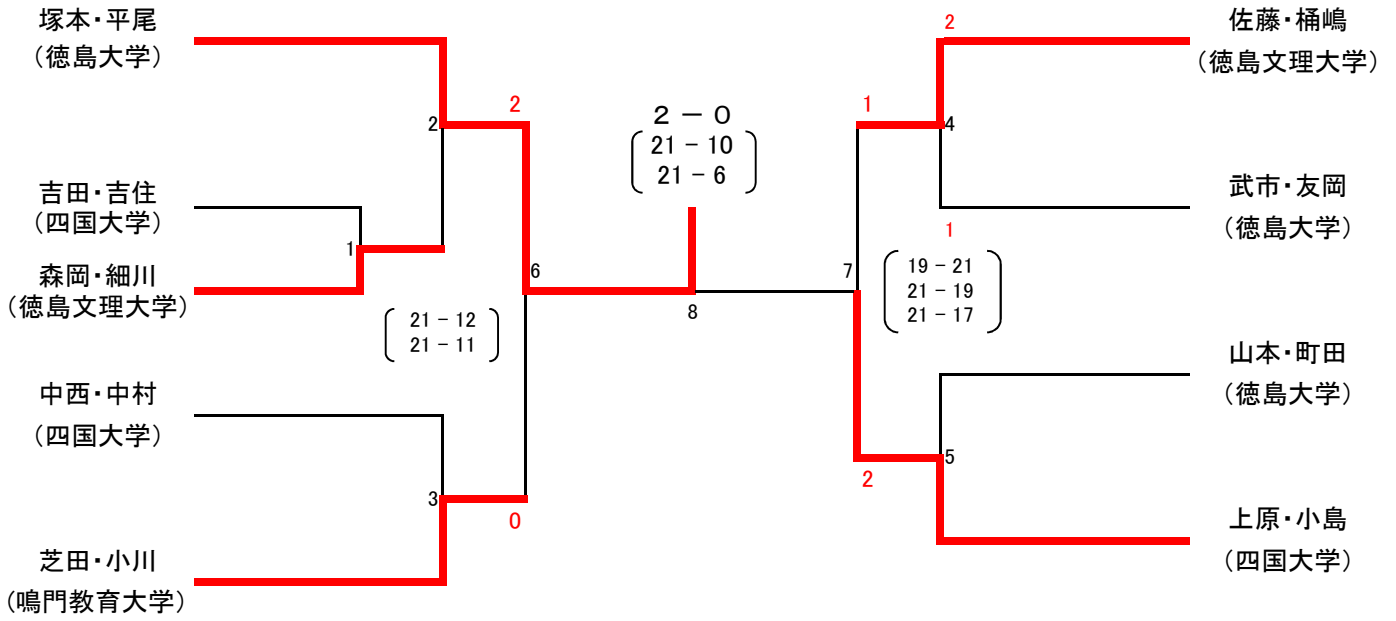 塚本・平尾
（徳島大学）
吉田・吉住
（四国大学）
森岡・細川
（徳島文理大学）
中西・中村
（四国大学）
芝田・小川
（鳴門教育大学）
2
1
3
2
0
6
21 − 12
21 − 11
２ − ０
21 − 10
21 − 6
8
2
1
4
1
7
19 − 21
21 − 19
21 − 17
2
5
佐藤・桶嶋
（徳島文理大学）
武市・友岡
（徳島大学）
山本・町田
（徳島大学）
上原・小島
（四国大学）